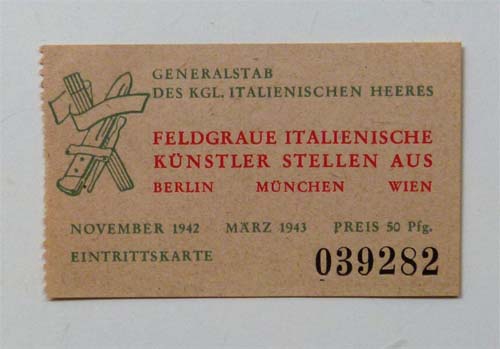 GENERALSTAB
DES KGL. ITALIENISCHEN HEERES
FELDGRAUE ITALIENISCHE
KÜNSTLER STELLEN AUS
BERLIN MÜNCHEN WIEN
NOVEMBER 1942 MÄRZ 1943 PREIS 50 Pfg.
EINTRITTSKARTE
039282